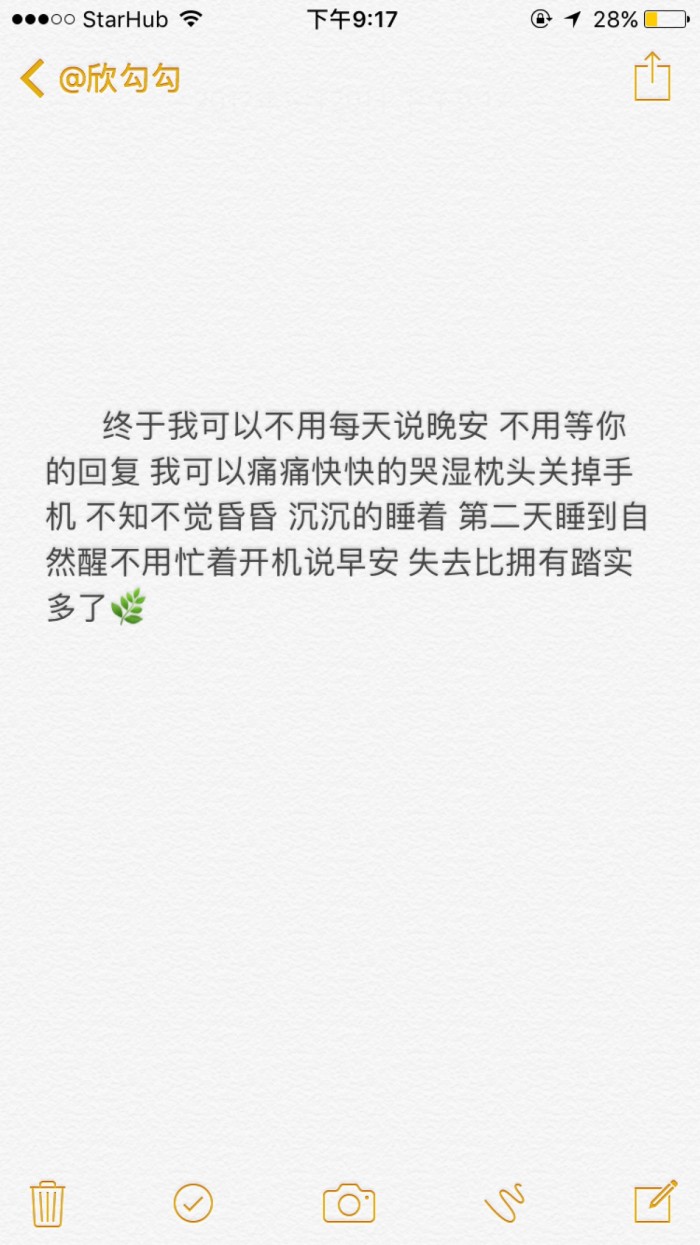 StarHub 下午9:17 28%
@欣勾勾
终于我可以不用每天说晚安 不用等你
的回复 我可以痛痛快快的哭湿枕头关掉手
机 不知不觉昏昏 沉沉的睡着 第二天睡到自
然醒不用忙着开机说早安 失去比拥有踏实
多了🌿